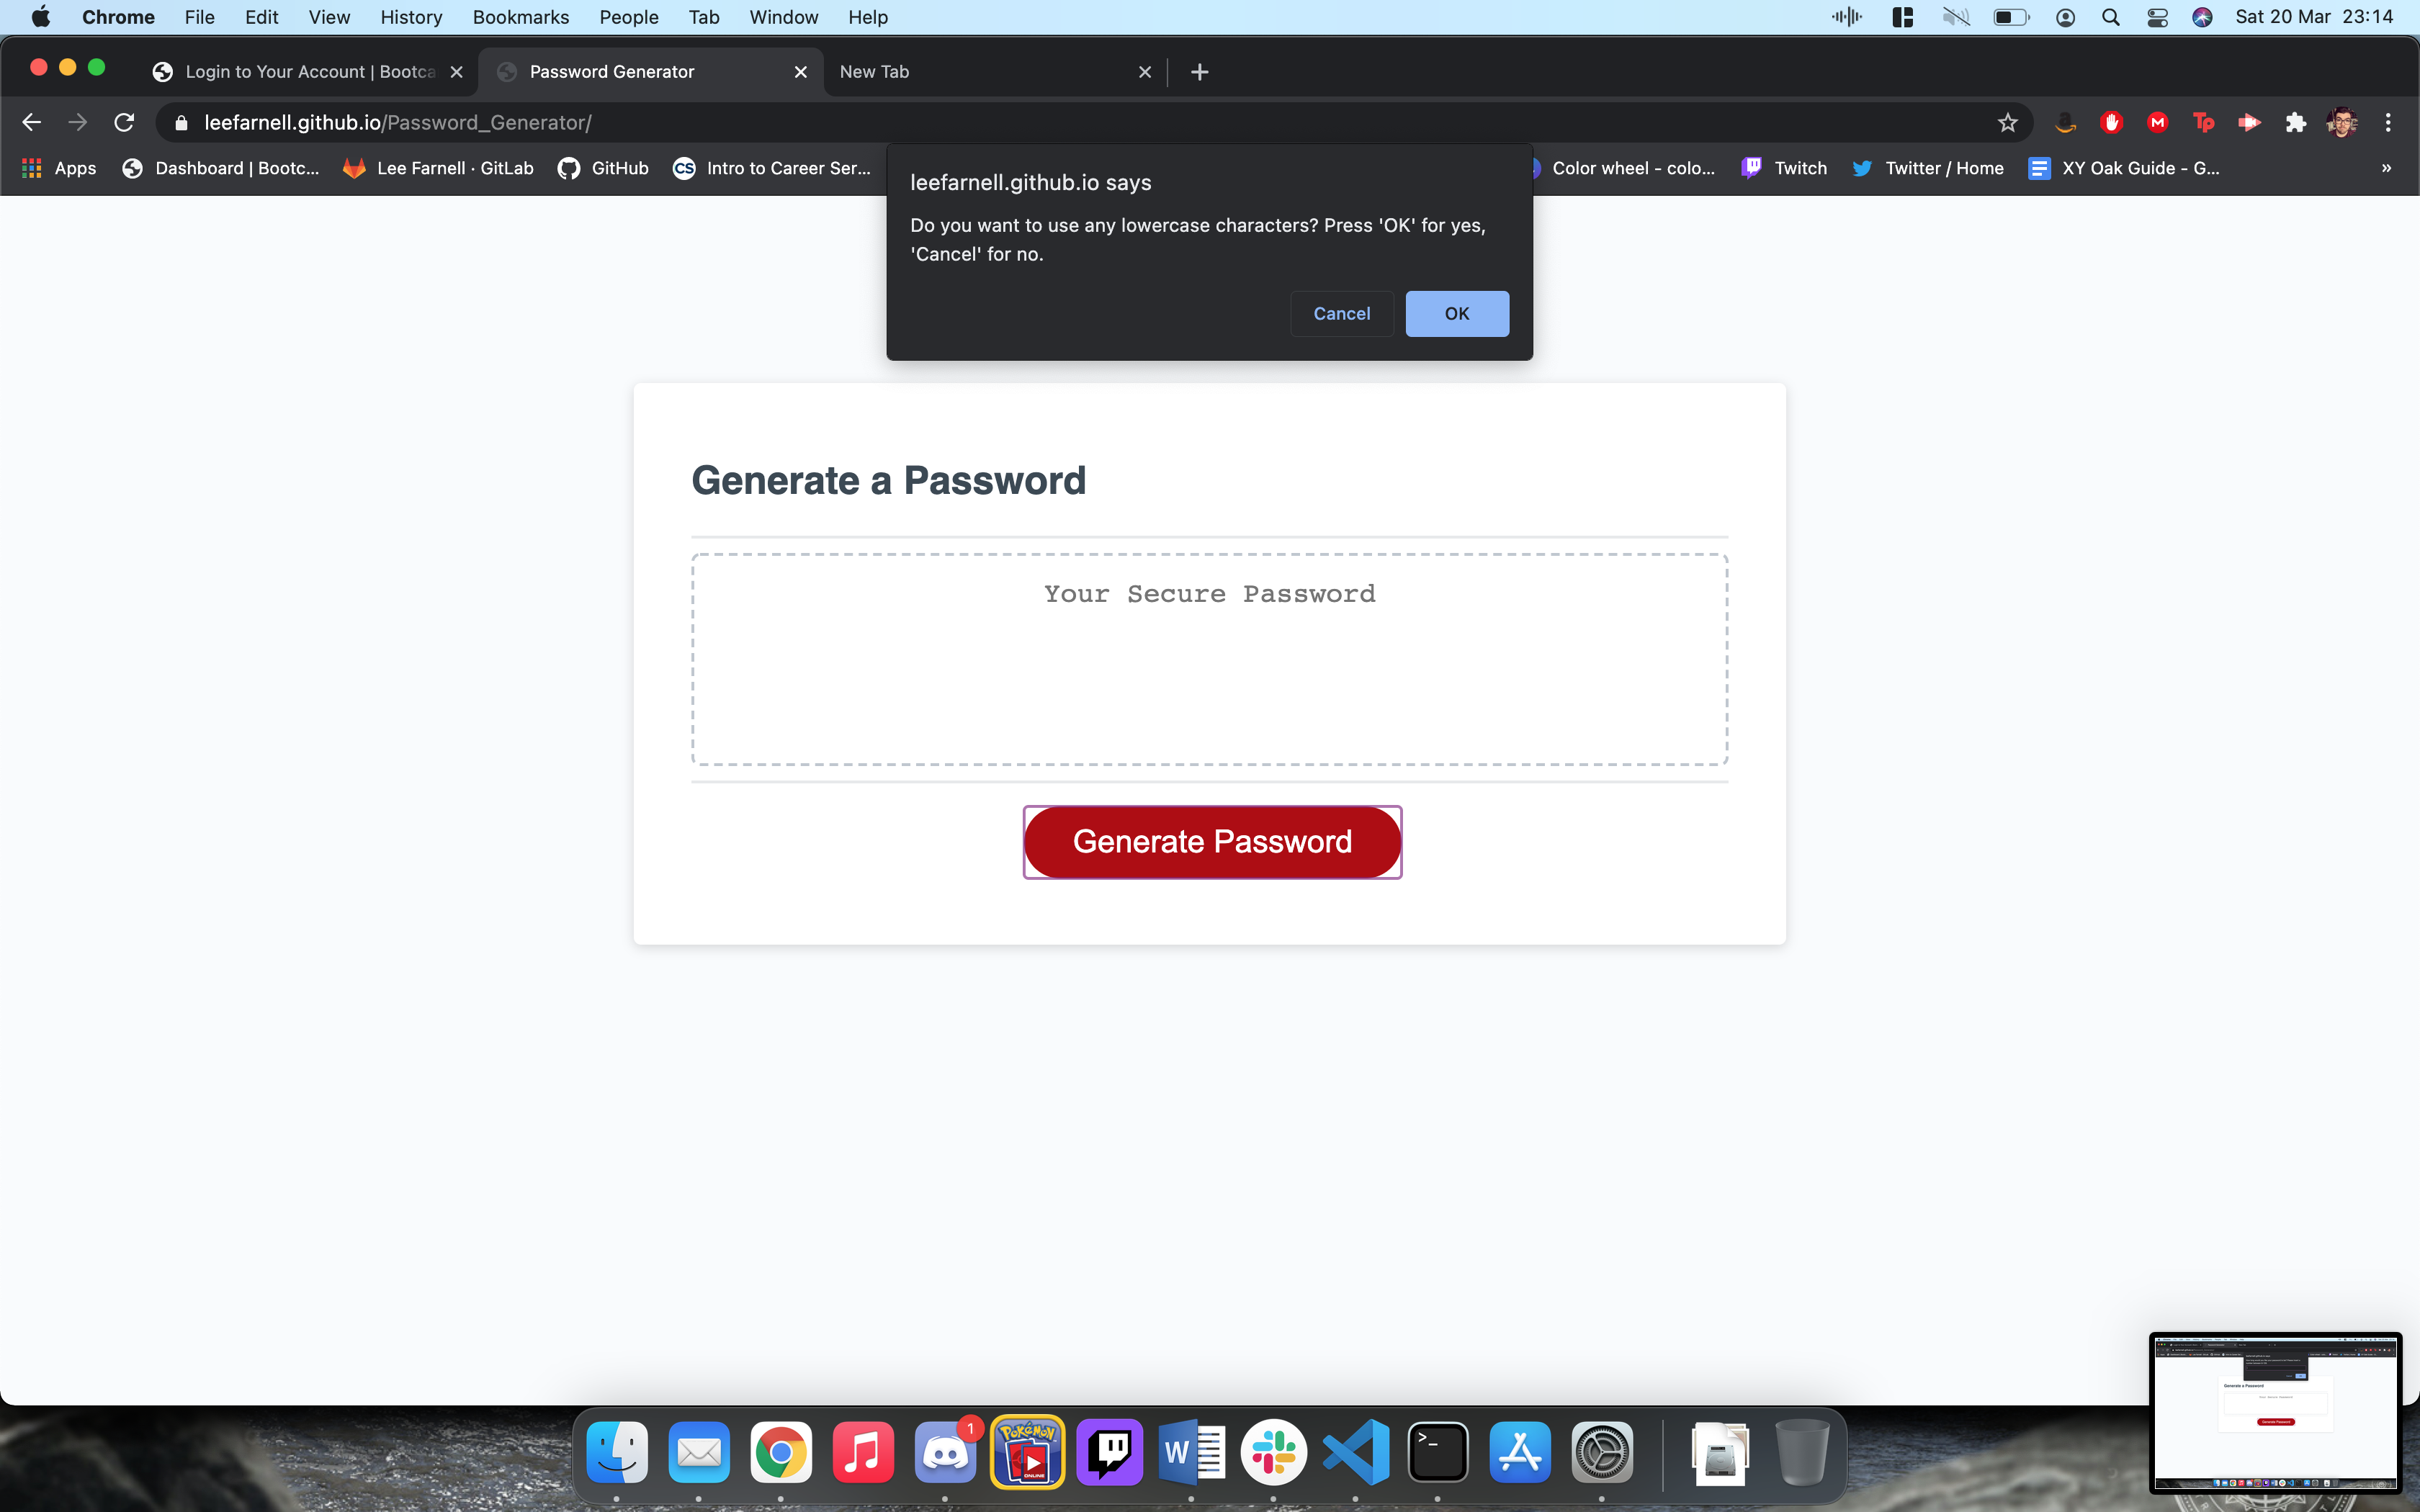 Chrome File Edit View History Bookmarks People Tab Window Help Sat 20 Mar 23:14
Login to Your Account | Bootca Password Generator New Tab
leefarnell.github.io/Password_Generator/
Apps Dashboard | Bootc... Lee Farnell · GitLab GitHub CS Intro to Career Ser... Color wheel - colo... Twitch Twitter / Home XY Oak Guide - G... »
leefarnell.github.io says
Do you want to use any lowercase characters? Press 'OK' for yes,
'Cancel' for no.
Cancel OK
Generate a Password
Your Secure Password
Generate Password
1